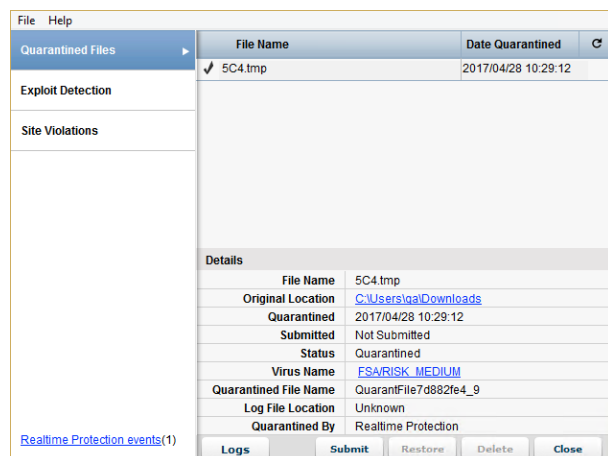 File Help
Quarantined Files
Exploit Detection
Site Violations
Realtime Protection events(1)
File Name Date Quarantined
5C4.tmp 2017/04/28 10:29:12
Details
File Name 5C4.tmp
Original Location C:\Users\qa\Downloads
Quarantined 2017/04/28 10:29:12
Submitted Not Submitted
Status Quarantined
Virus Name FSA/RISK_MEDIUM
Quarantined File Name QuarantFile7d882fe4_9
Log File Location Unknown
Quarantined By Realtime Protection
Logs Submit Restore Delete Close